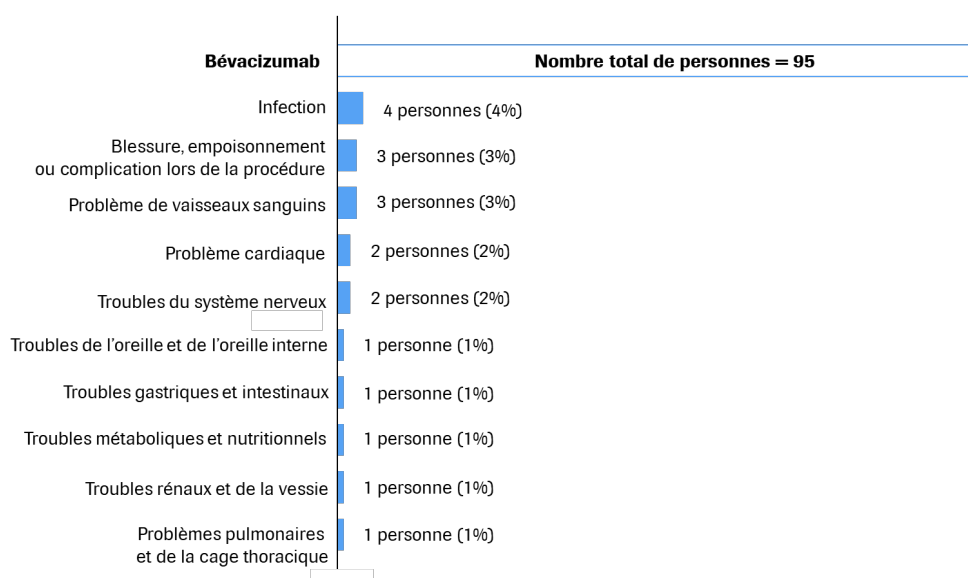 Bévacizumab Nombre total de personnes = 95
Infection 4 personnes (4%)
Blessure, empoisonnement
ou complication lors de la procédure 3 personnes (3%)
Problème de vaisseaux sanguins 3 personnes (3%)
Problème cardiaque 2 personnes (2%)
Troubles du système nerveux 2 personnes (2%)
Troubles de l'oreille et de l'oreille interne 1 personne (1%)
Troubles gastriques et intestinaux 1 personne (1%)
Troubles métaboliques et nutritionnels 1 personne (1%)
Troubles rénaux et de la vessie 1 personne (1%)
Problèmes pulmonaires
et de la cage thoracique 1 personne (1%)